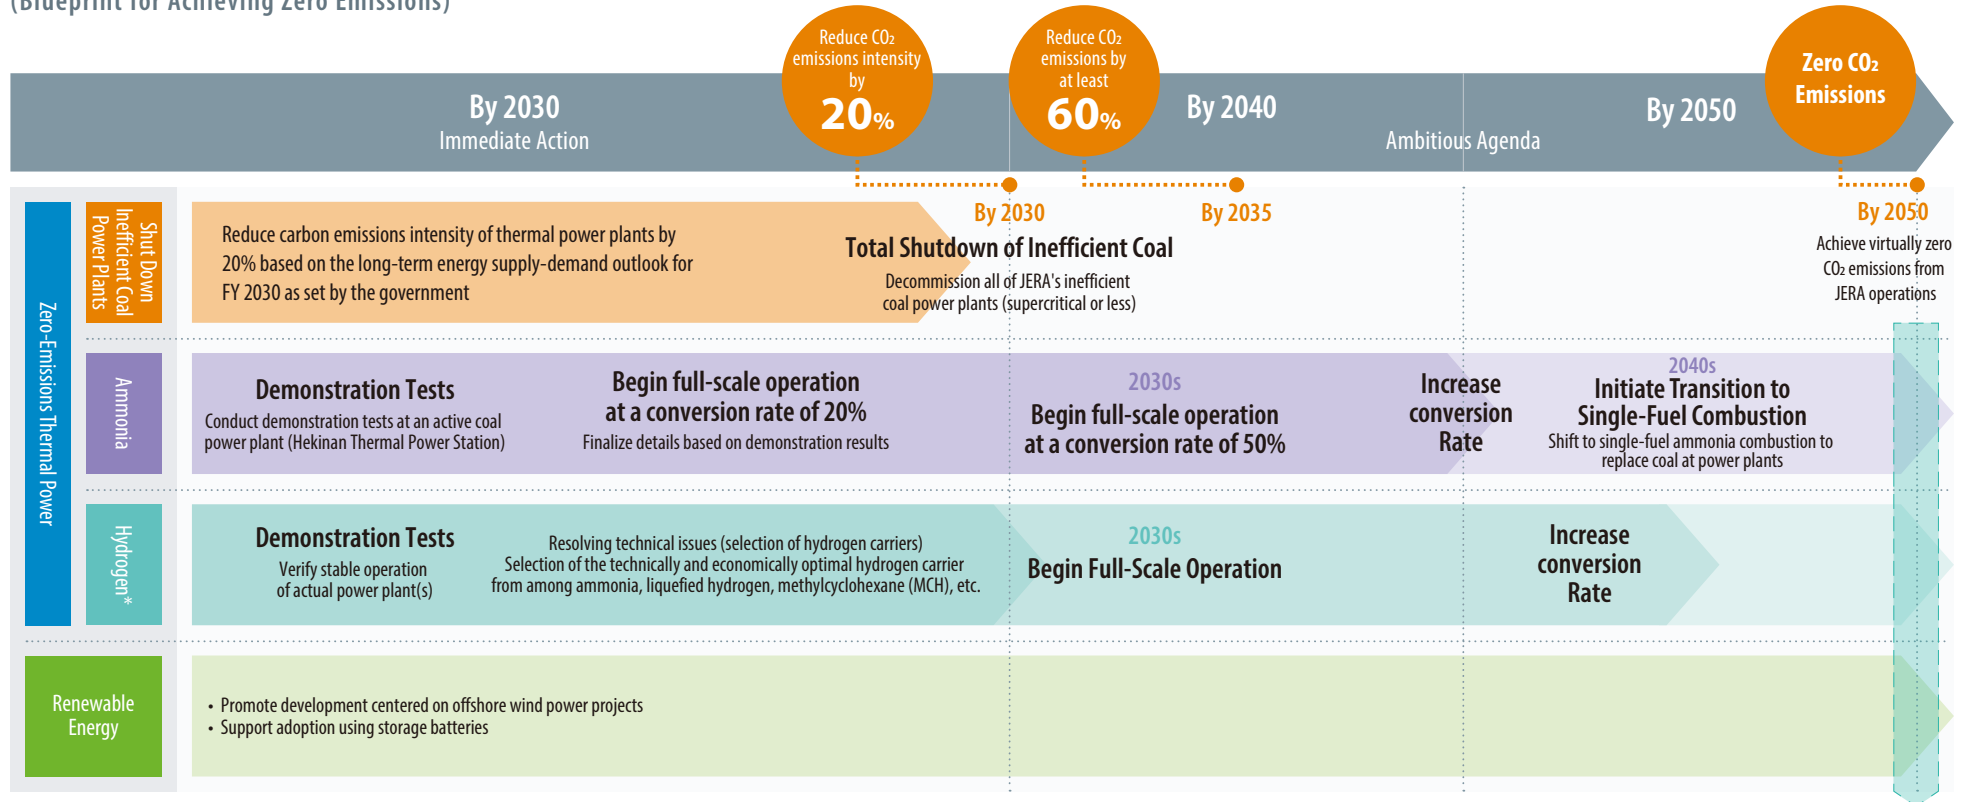 (Blueprint for Achieving Zero Emissions)
By 2030
Immediate Action
Reduce CO₂
emissions intensity
by
20%
Reduce CO₂
emissions by
at least
60%
By 2040
Ambitious Agenda
By 2050
Zero CO₂
Emissions
By 2030
By 2035
By 2050
Achieve virtually zero
CO₂ emissions from
JERA operations
Zero-Emissions Thermal Power
Shut Down
Inefficient Coal
Power Plants
Reduce carbon emissions intensity of thermal power plants by
20% based on the long-term energy supply-demand outlook for
FY 2030 as set by the government
Total Shutdown of Inefficient Coal
Decommission all of JERA's inefficient
coal power plants (supercritical or less)
Ammonia
Demonstration Tests
Conduct demonstration tests at an active coal
power plant (Hekinan Thermal Power Station)
Begin full-scale operation
at a conversion rate of 20%
Finalize details based on demonstration results
2030s
Begin full-scale operation
at a conversion rate of 50%
Increase
conversion
Rate
2040s
Initiate Transition to
Single-Fuel Combustion
Shift to single-fuel ammonia combustion to
replace coal at power plants
Hydrogen*
Demonstration Tests
Verify stable operation
of actual power plant(s)
Resolving technical issues (selection of hydrogen carriers)
Selection of the technically and economically optimal hydrogen carrier
from among ammonia, liquefied hydrogen, methylcyclohexane (MCH), etc.
2030s
Begin Full-Scale Operation
Increase
conversion
Rate
Renewable
Energy
• Promote development centered on offshore wind power projects
• Support adoption using storage batteries